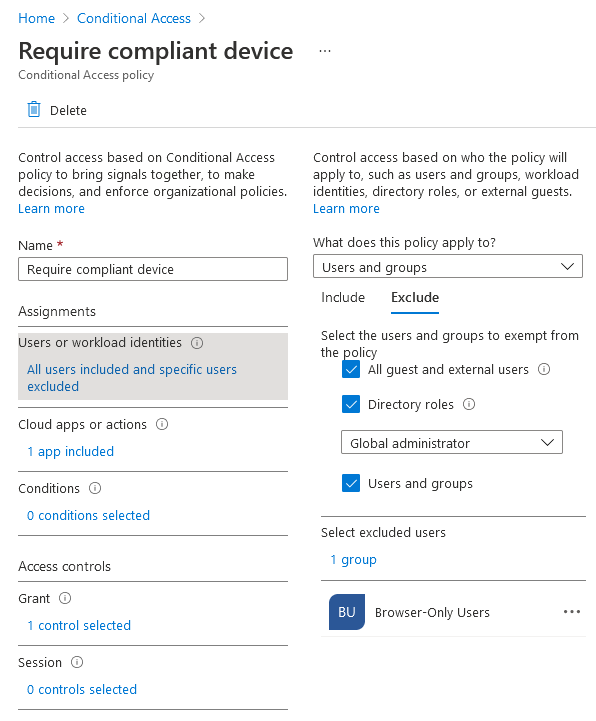 Home > Conditional Access >
Require compliant device ...
Conditional Access policy
Delete
Control access based on Conditional Access
policy to bring signals together, to make
decisions, and enforce organizational policies.
Learn more
Name *
Require compliant device
Assignments
Users or workload identities
All users included and specific users
excluded
Cloud apps or actions
1 app included
Conditions
0 conditions selected
Access controls
Grant
1 control selected
Session
0 controls selected
Control access based on who the policy will
apply to, such as users and groups, workload
identities, directory roles, or external guests.
Learn more
What does this policy apply to?
Users and groups
Include Exclude
Select the users and groups to exempt from
the policy
All guest and external users
Directory roles
Global administrator
Users and groups
Select excluded users
1 group
BU Browser-Only Users ...